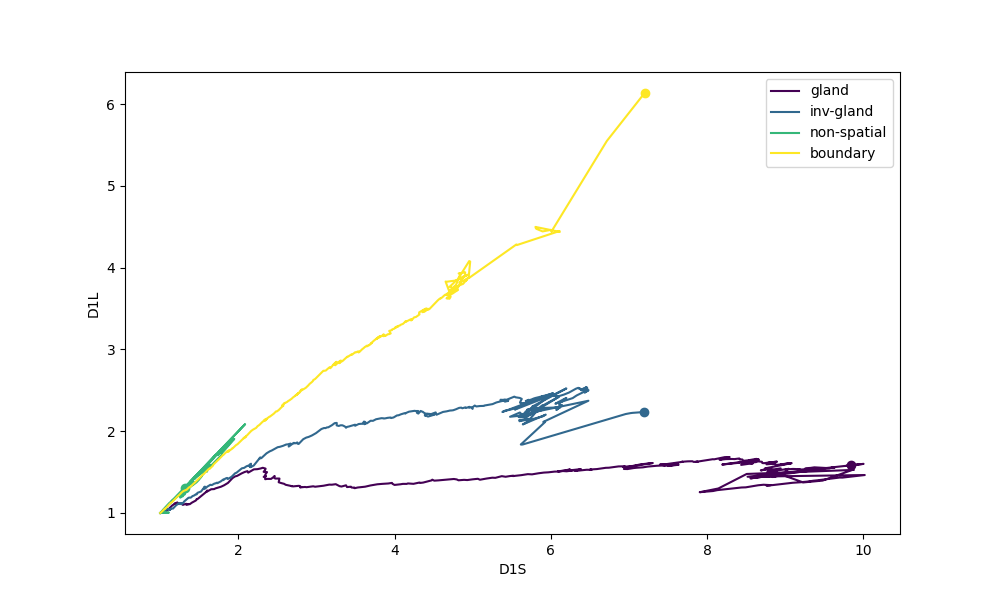 gland
inv-gland
non-spatial
boundary
6
5
4
3
2
1
D1L
2
4
6
8
10
D1S